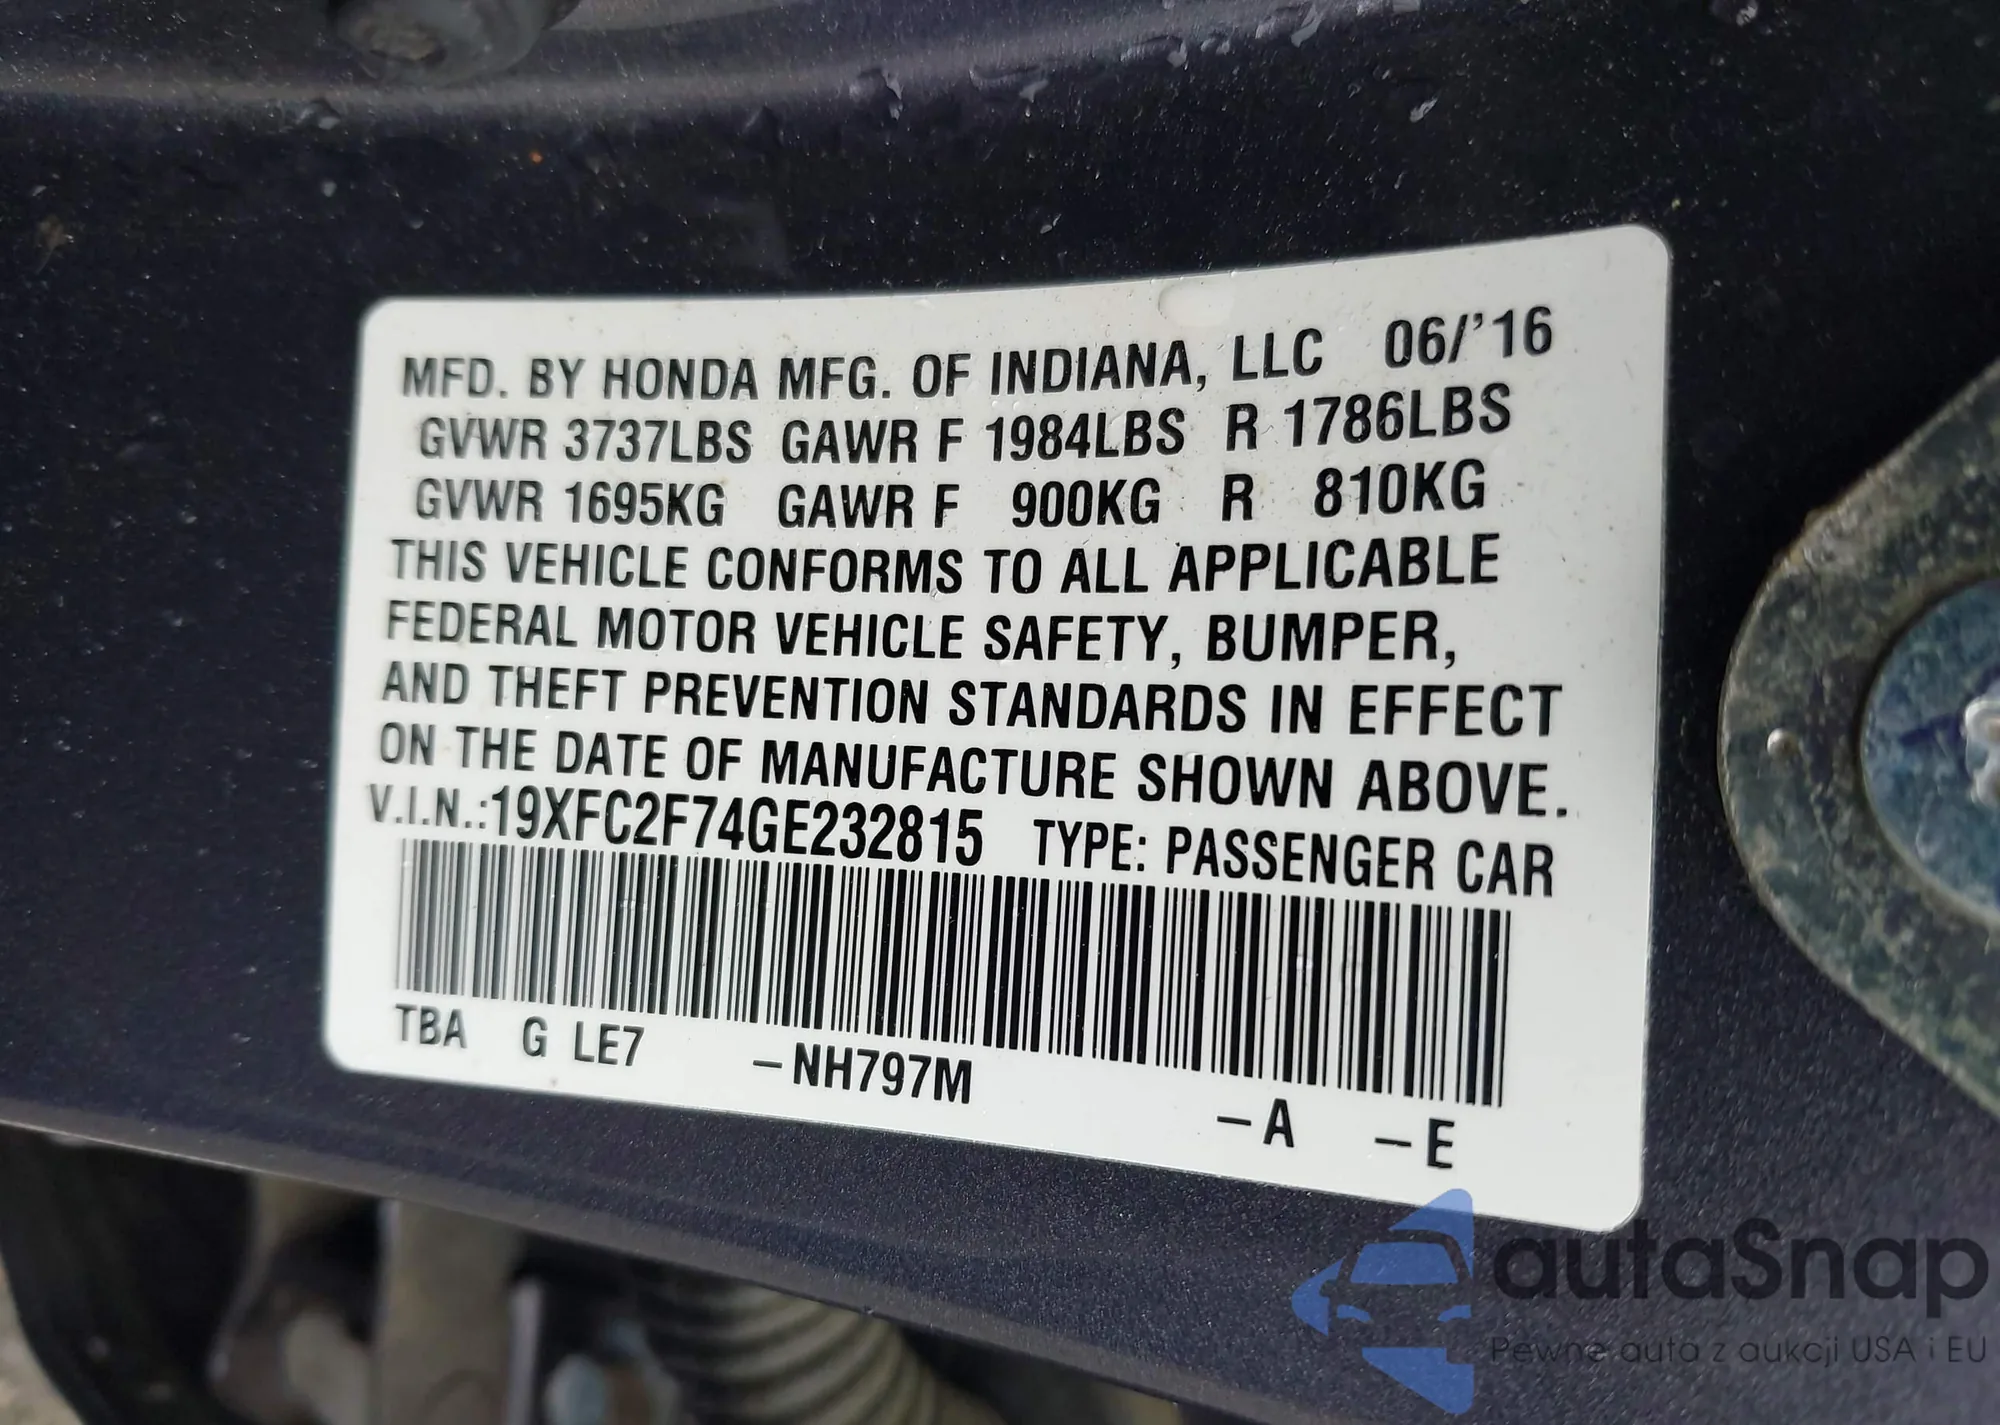 MFD. BY HONDA MFG. OF INDIANA, LLC 06/'16
GVWR 3737LBS GAWR F 1984LBS R 1786LBS
GVWR 1695KG GAWR F 900KG R 810KG
THIS VEHICLE CONFORMS TO ALL APPLICABLE
FEDERAL MOTOR VEHICLE SAFETY, BUMPER,
AND THEFT PREVENTION STANDARDS IN EFFECT
ON THE DATE OF MANUFACTURE SHOWN ABOVE.
V.I.N.:19XFC2F74GE232815 TYPE: PASSENGER CAR
TBA G LE7 –NH797M –A –E
autaSnap
Pewne auta z aukcji USA i EU